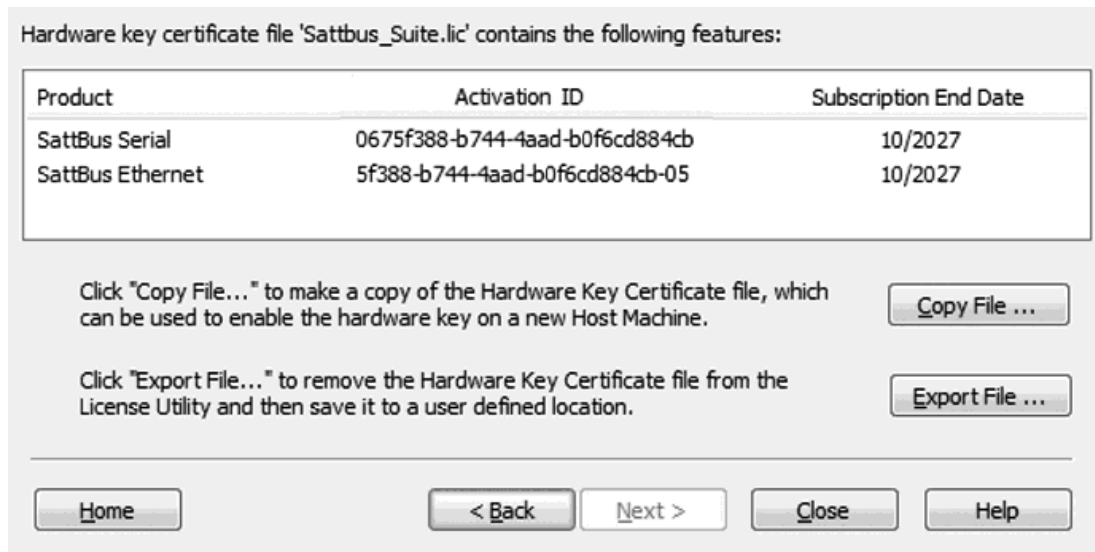 Hardware key certificate file 'Sattbus_Suite.lic' contains the following features:
Product Activation ID Subscription End Date
SattBus Serial 0675f388-b744-4aad-b0f6cd884cb 10/2027
SattBus Ethernet 5f388-b744-4aad-b0f6cd884cb-05 10/2027
Click "Copy File..." to make a copy of the Hardware Key Certificate file, which
can be used to enable the hardware key on a new Host Machine.
Copy File ...
Click "Export File..." to remove the Hardware Key Certificate file from the
License Utility and then save it to a user defined location.
Export File ...
Home < Back Next > Close Help